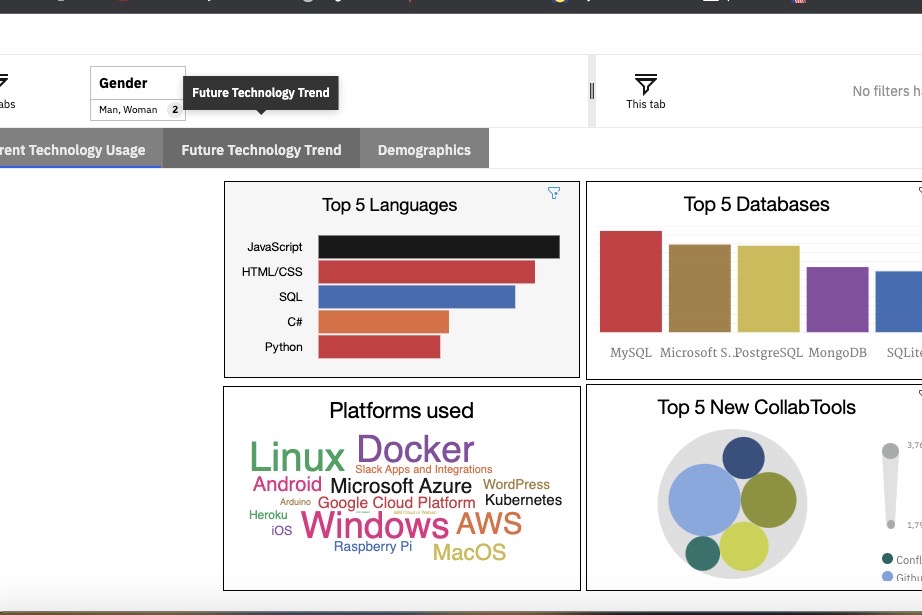 Gender
Future Technology Trend
abs
Man, Woman 2
This tab
No filters ha
rent Technology Usage
Future Technology Trend
Demographics
Top 5 Languages
JavaScript
HTML/CSS
SQL
C#
Python
Top 5 Databases
MySQL Microsoft S... PostgreSQL MongoDB SQLite
Platforms used
Linux Docker
Slack Apps and Integrations
Android Microsoft Azure WordPress
Arduino Google Cloud Platform Kubernetes
Heroku
iOS Windows AWS
Raspberry Pi MacOS
Top 5 New CollabTools
3,76
1,79
Confl
Githu